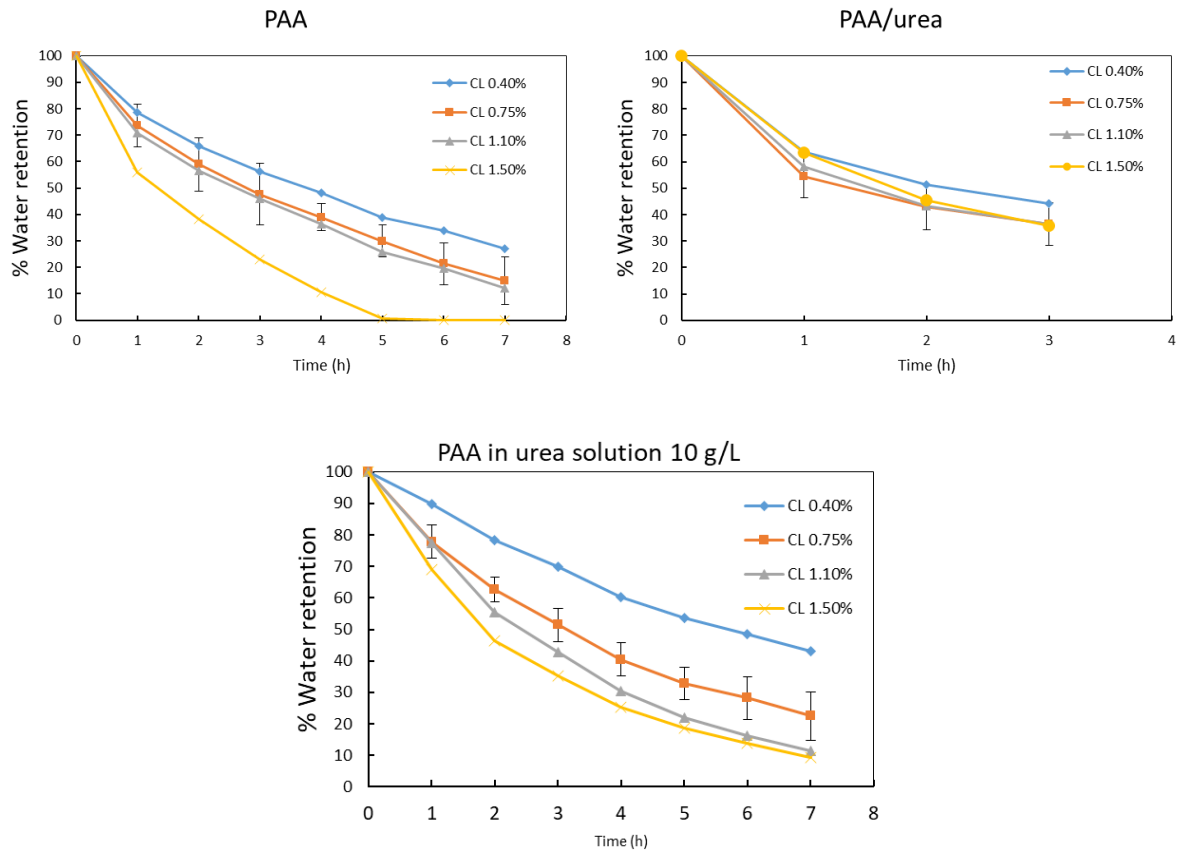 PAA
% Water retention
100
90
80
70
60
50
40
30
20
10
0
CL 0.40%
CL 0.75%
CL 1.10%
CL 1.50%
0 1 2 3 4 5 6 7 8
Time (h)
PAA/urea
% Water retention
100
90
80
70
60
50
40
30
20
10
0
CL 0.40%
CL 0.75%
CL 1.10%
CL 1.50%
0 1 2 3 4
Time (h)
PAA in urea solution 10 g/L
% Water retention
100
90
80
70
60
50
40
30
20
10
0
CL 0.40%
CL 0.75%
CL 1.10%
CL 1.50%
0 1 2 3 4 5 6 7 8
Time (h)